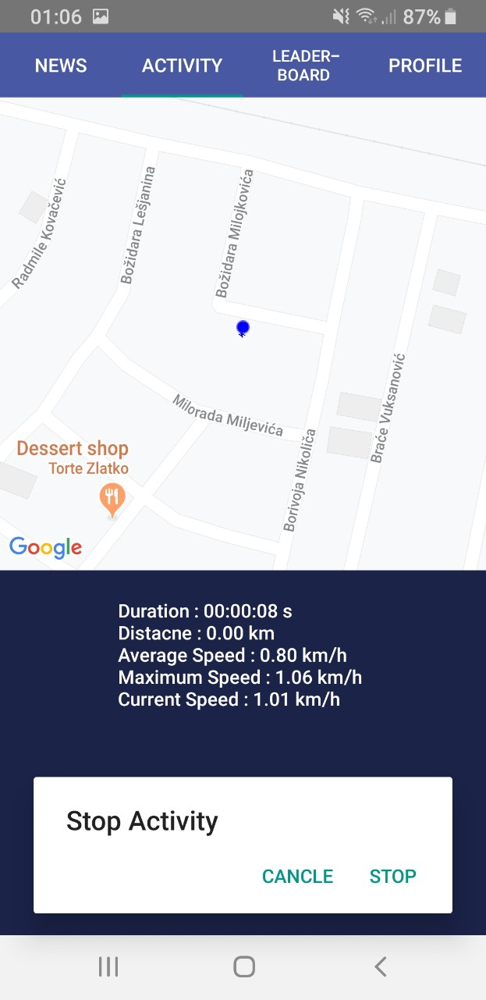 01:06 87%
NEWS
ACTIVITY
LEADER-
BOARD
PROFILE
Radmile Kovačević
Božidara Lešjanina
Božidara Milojkovića
Milorada Miljevića
Borivoja Nikoliča
Braće Vuksanović
Dessert shop
Torte Zlatko
Google
Duration : 00:00:08 s
Distacne : 0.00 km
Average Speed : 0.80 km/h
Maximum Speed : 1.06 km/h
Current Speed : 1.01 km/h
Stop Activity
CANCLE STOP